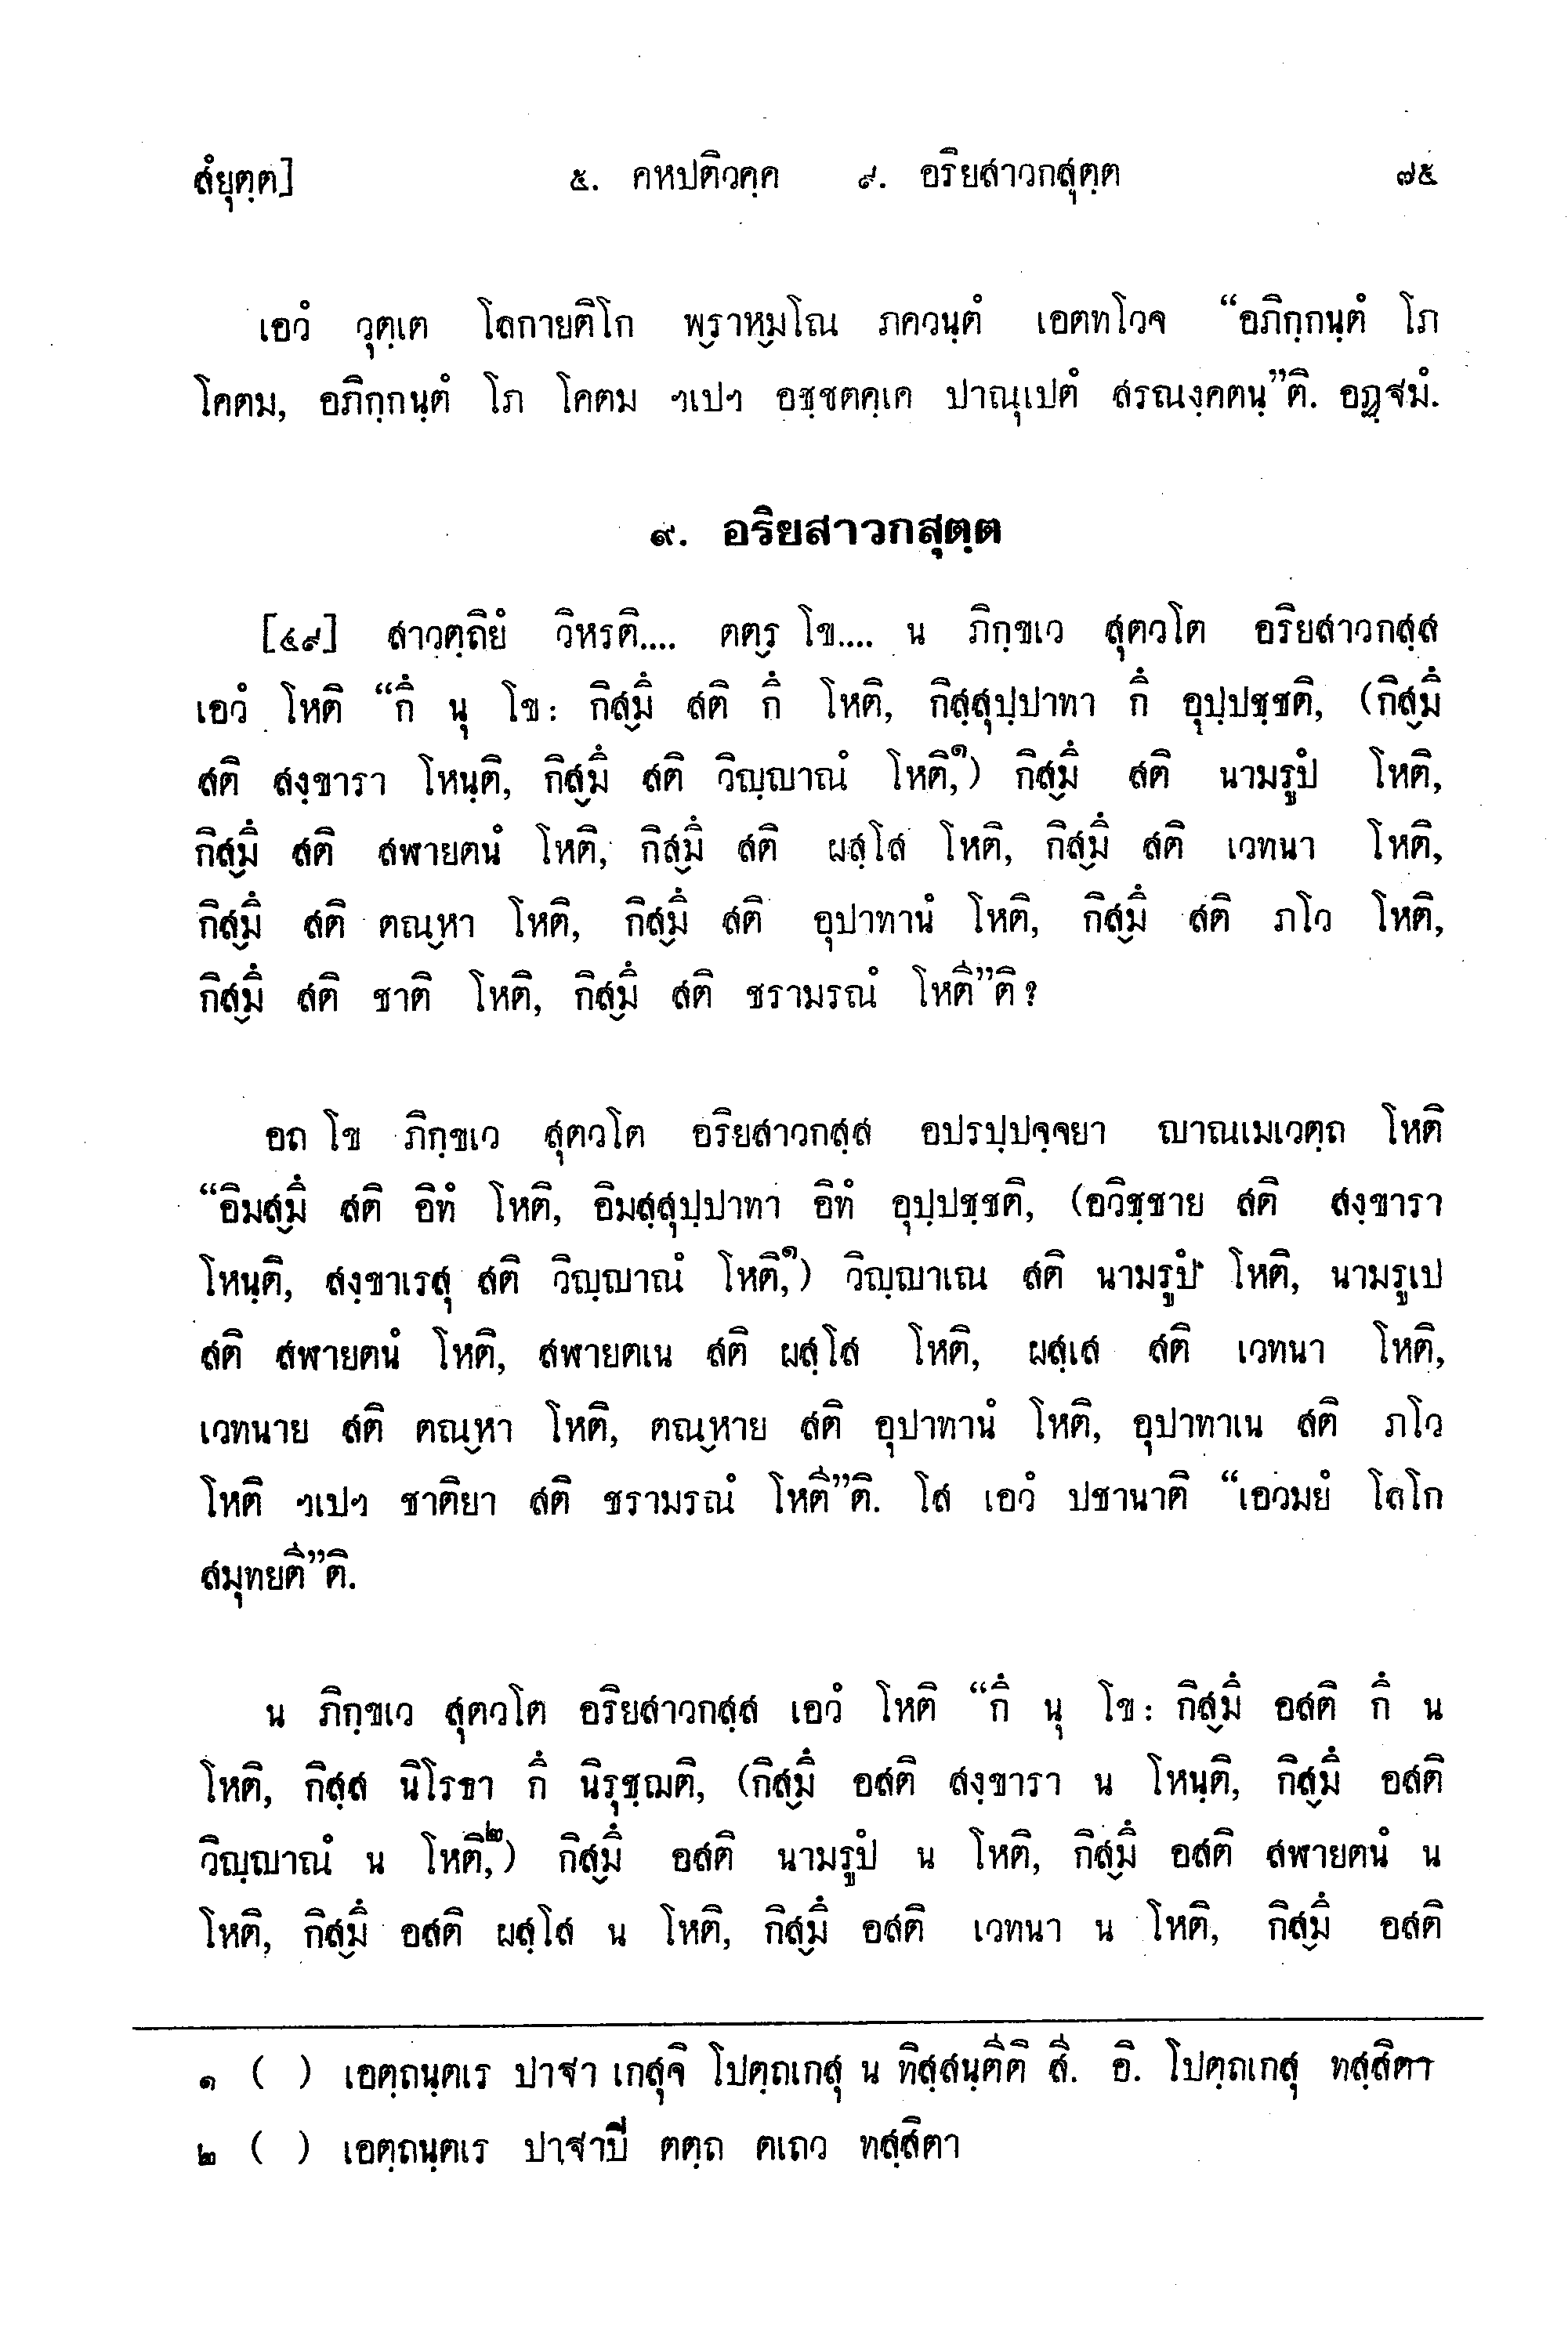 สํยุตฺต]	๕. คหปติวคฺค ๙. อริยสาวกสุตฺต	๗๕
เอวํ วุตฺเต โลกายติโก พฺราหฺมโณ ภควนฺตํ เอตทโวจ “อภิกฺกนฺตํ โภ
โคตม, อภิกฺกนฺตํ โภ โคตม ฯเปฯ อชฺชตคฺเค ปาณุเปตํ สรณงฺคตนฺ”ติ. อฏฺฐมํ.
๙. อริยสาวกสุตฺต
[๔๙] สาวตฺถิยํ วิหรติ.... ตตฺร โข.... น ภิกฺขเว สุตวโต อริยสาวกสฺส
เอวํ โหติ “กึ นุ โข: กิสฺมึ สติ กึ โหติ, กิสฺสุปฺปาทา กึ อุปฺปชฺชติ, (กิสฺมึ
สติ สงฺขารา โหนฺติ, กิสฺมึ สติ วิญฺญาณํ โหติ,๑) กิสฺมึ สติ นามรูปํ โหติ,
กิสฺมึ สติ สฬายตนํ โหติ, กิสฺมึ สติ ผสฺโส โหติ, กิสฺมึ สติ เวทนา โหติ,
กิสฺมึ สติ ตณฺหา โหติ, กิสฺมึ สติ อุปาทานํ โหติ, กิสฺมึ สติ ภโว โหติ,
กิสฺมึ สติ ชาติ โหติ, กิสฺมึ สติ ชรามรณํ โหตี”ติ ?
อถ โข ภิกฺขเว สุตวโต อริยสาวกสฺส อปรปฺปจฺจยา ญาณเมเวตฺถ โหติ
“อิมสฺมึ สติ อิทํ โหติ, อิมสฺสุปฺปาทา อิทํ อุปฺปชฺชติ, (อวิชฺชาย สติ สงฺขารา
โหนฺติ, สงฺขาเรสุ สติ วิญฺญาณํ โหติ,๑) วิญฺญาเณ สติ นามรูปํ โหติ, นามรูเป
สติ สฬายตนํ โหติ, สฬายตเน สติ ผสฺโส โหติ, ผสฺเส สติ เวทนา โหติ,
เวทนาย สติ ตณฺหา โหติ, ตณฺหาย สติ อุปาทานํ โหติ, อุปาทาเน สติ ภโว
โหติ ฯเปฯ ชาติยา สติ ชรามรณํ โหตี”ติ. โส เอวํ ปชานาติ “เอวมยํ โลโก
สมุทยตี”ติ.
น ภิกฺขเว สุตวโต อริยสาวกสฺส เอวํ โหติ “กึ นุ โข: กิสฺมึ อสติ กึ น
โหติ, กิสฺส นิโรธา กึ นิรุชฺฌติ, (กิสฺมึ อสติ สงฺขารา น โหนฺติ, กิสฺมึ อสติ
วิญฺญาณํ น โหติ,๒) กิสฺมึ อสติ นามรูปํ น โหติ, กิสฺมึ อสติ สฬายตนํ น
โหติ, กิสฺมึ อสติ ผสฺโส น โหติ, กิสฺมึ อสติ เวทนา น โหติ, กิสฺมึ อสติ
๑ ( ) เอตฺถนฺตเร ปาฐา เกสุจิ โปตฺถเกสุ น ทิสฺสนฺตีติ สี. อิ. โปตฺถเกสุ ทสฺสิตา
๒ ( ) เอตฺถนฺตเร ปาฐาปี ตตฺถ ตเถว ทสฺสิตา